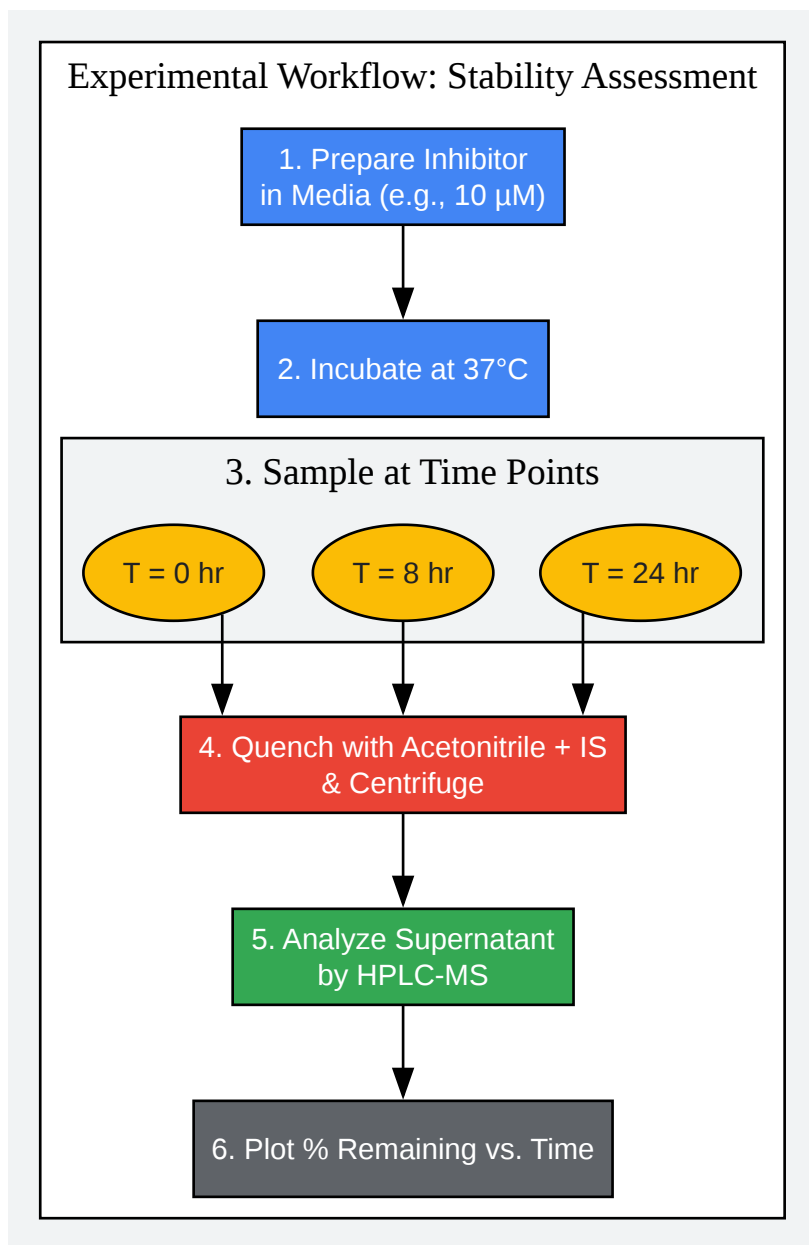 Experimental Workflow: Stability Assessment
1. Prepare Inhibitor
in Media (e.g., 10 µM)
2. Incubate at 37°C
3. Sample at Time Points
T = 0 hr
T = 8 hr
T = 24 hr
4. Quench with Acetonitrile + IS
& Centrifuge
5. Analyze Supernatant
by HPLC-MS
6. Plot % Remaining vs. Time